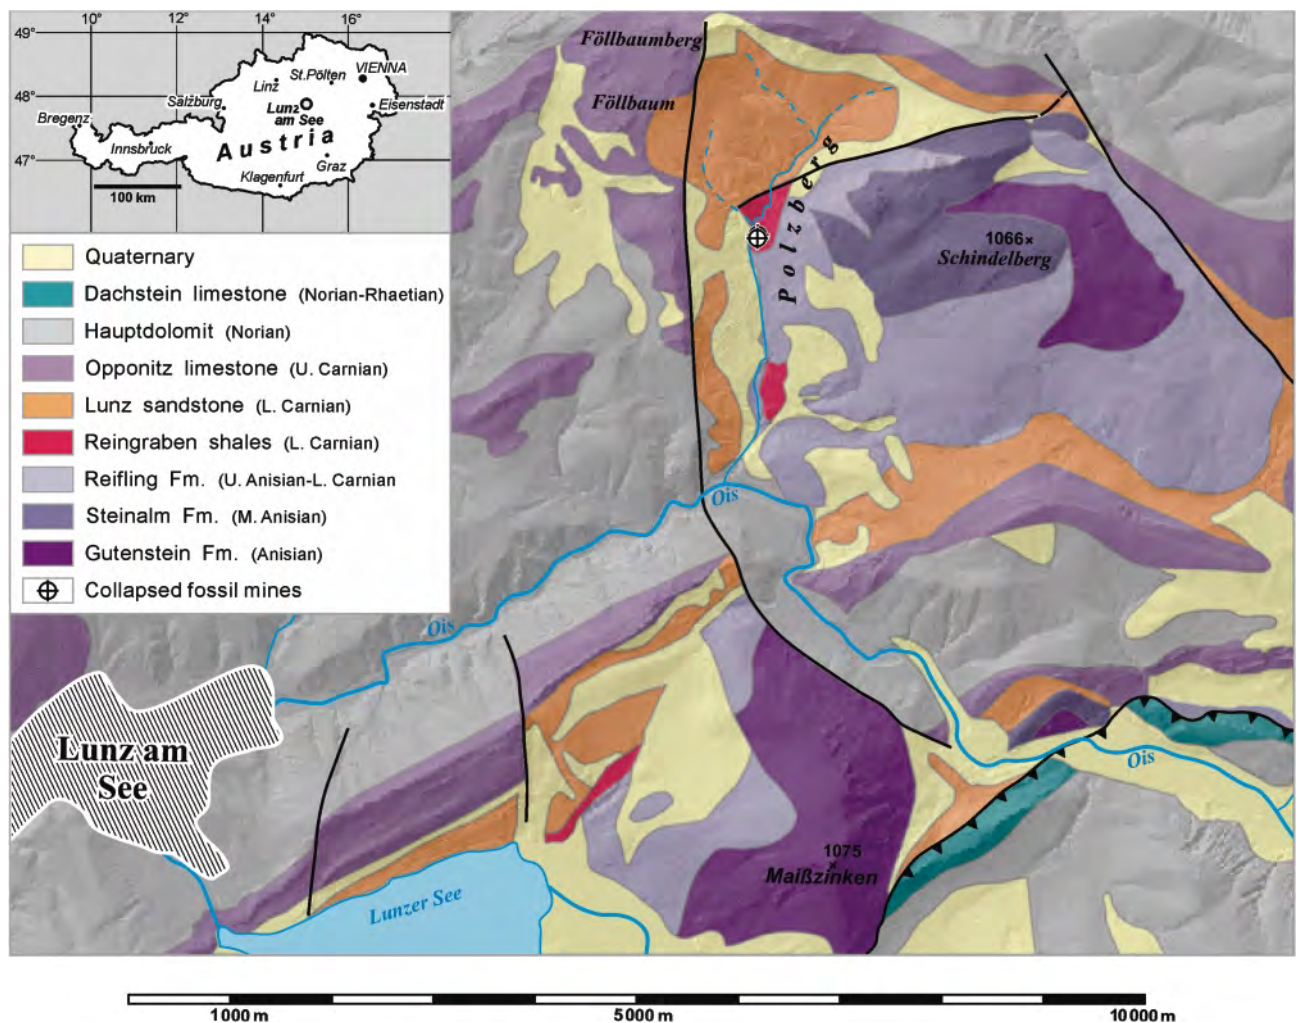 10°
12°
14°
16°
49°
48°
47°
Linz
St.Pölten
VIENNA
Salzburg
Lunz
am See
Eisenstadt
Bregenz
Innsbruck
Austria
Graz
Klagenfurt
100 km
Quaternary
Dachstein limestone (Norian-Rhaetian)
Hauptdolomit (Norian)
Opponitz limestone (U. Carnian)
Lunz sandstone (L. Carnian)
Reingraben shales (L. Carnian)
Reifling Fm. (U. Anisian-L. Carnian
Steinalm Fm. (M. Anisian)
Gutenstein Fm. (Anisian)
Collapsed fossil mines
Föllbaumberg
Föllbaum
Polzberg
1066×
Schindelberg
Ois
Ois
Ois
Lunz am
See
1075
×
Maißzinken
Lunzer See
1000 m
5000 m
10000 m